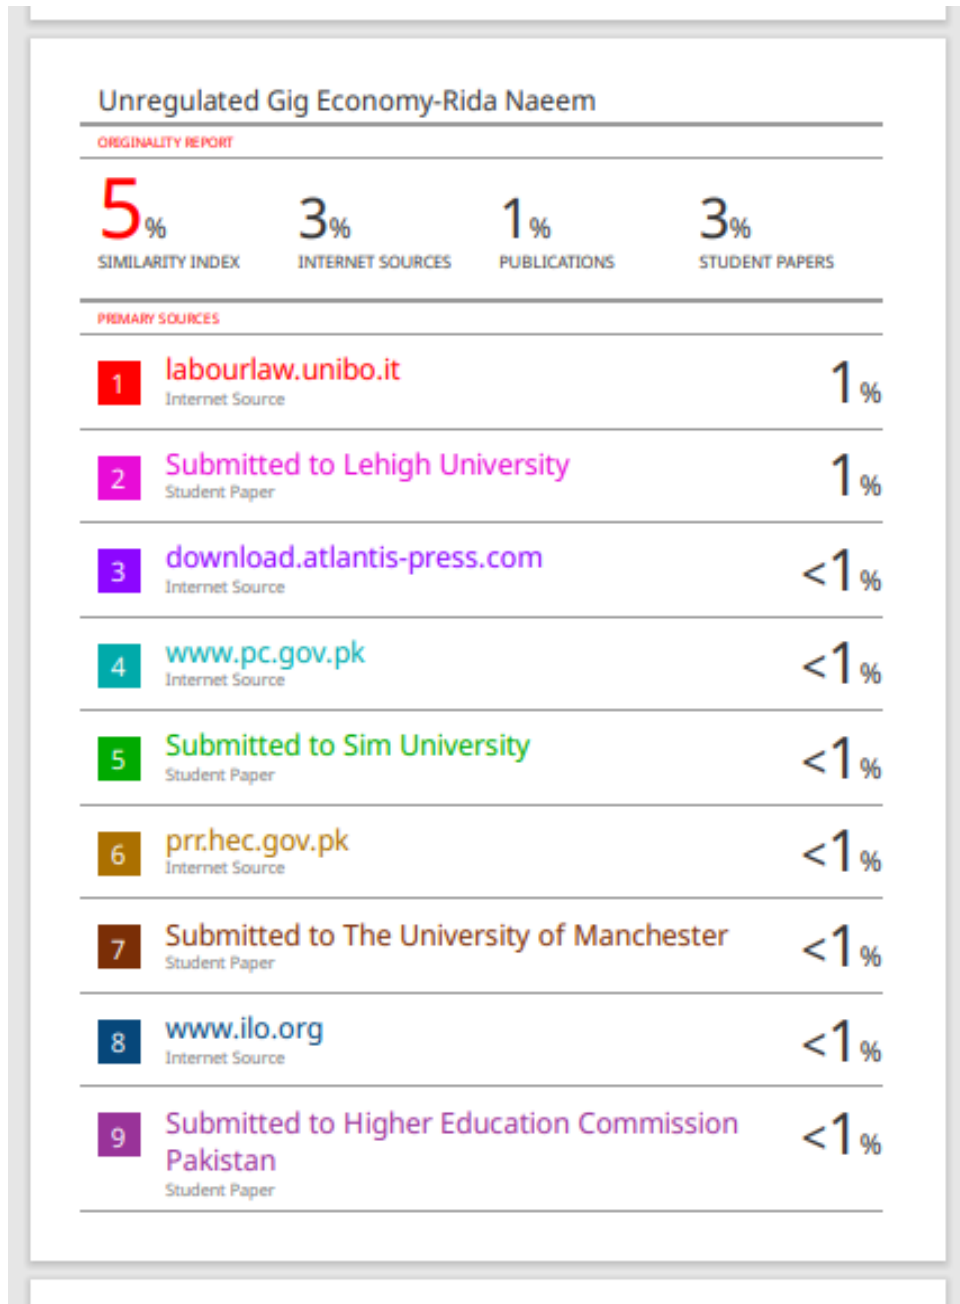 Unregulated Gig Economy-Rida Naeem
ORIGINALITY REPORT
5% 3% 1% 3%
SIMILARITY INDEX INTERNET SOURCES PUBLICATIONS STUDENT PAPERS
PRIMARY SOURCES
1 labourlaw.unibo.it 1%
Internet Source
2 Submitted to Lehigh University 1%
Student Paper
3 download.atlantis-press.com <1%
Internet Source
4 www.pc.gov.pk <1%
Internet Source
5 Submitted to Sim University <1%
Student Paper
6 prr.hec.gov.pk <1%
Internet Source
7 Submitted to The University of Manchester <1%
Student Paper
8 www.ilo.org <1%
Internet Source
9 Submitted to Higher Education Commission <1%
Pakistan
Student Paper